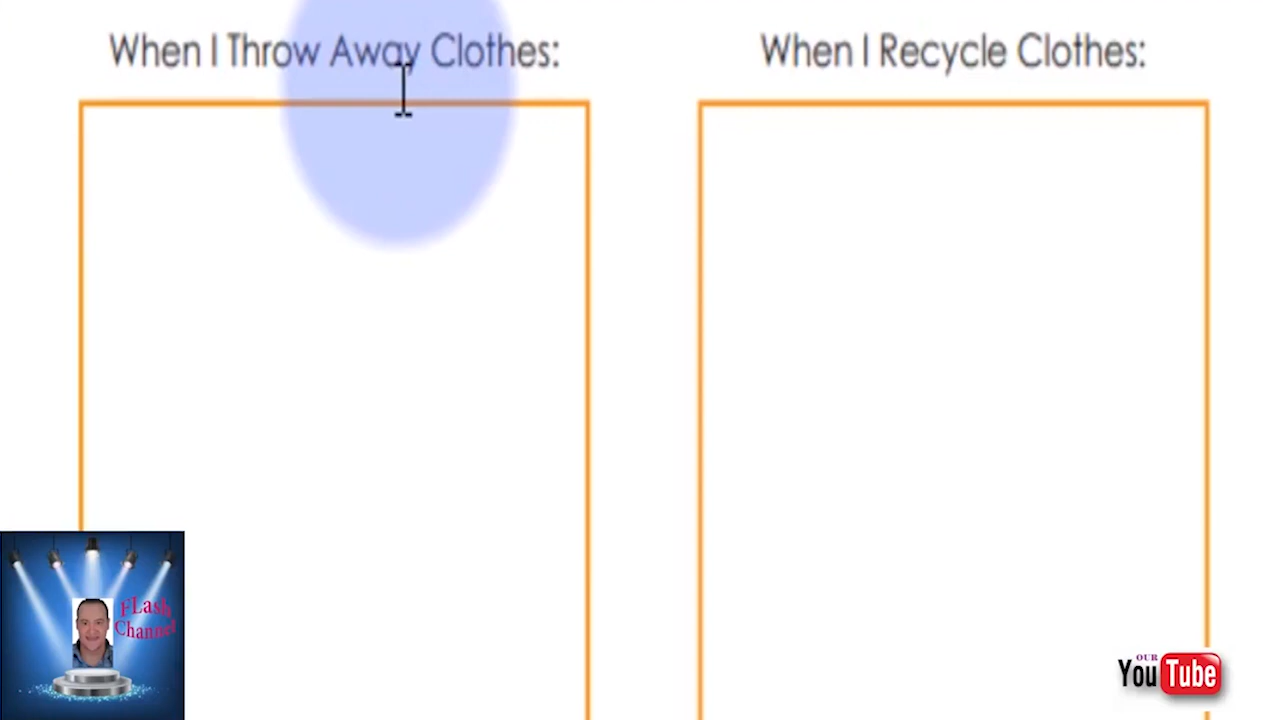 When I Throw Away Clothes:
When I Recycle Clothes:
FLash
Channel
OUR
YouTube